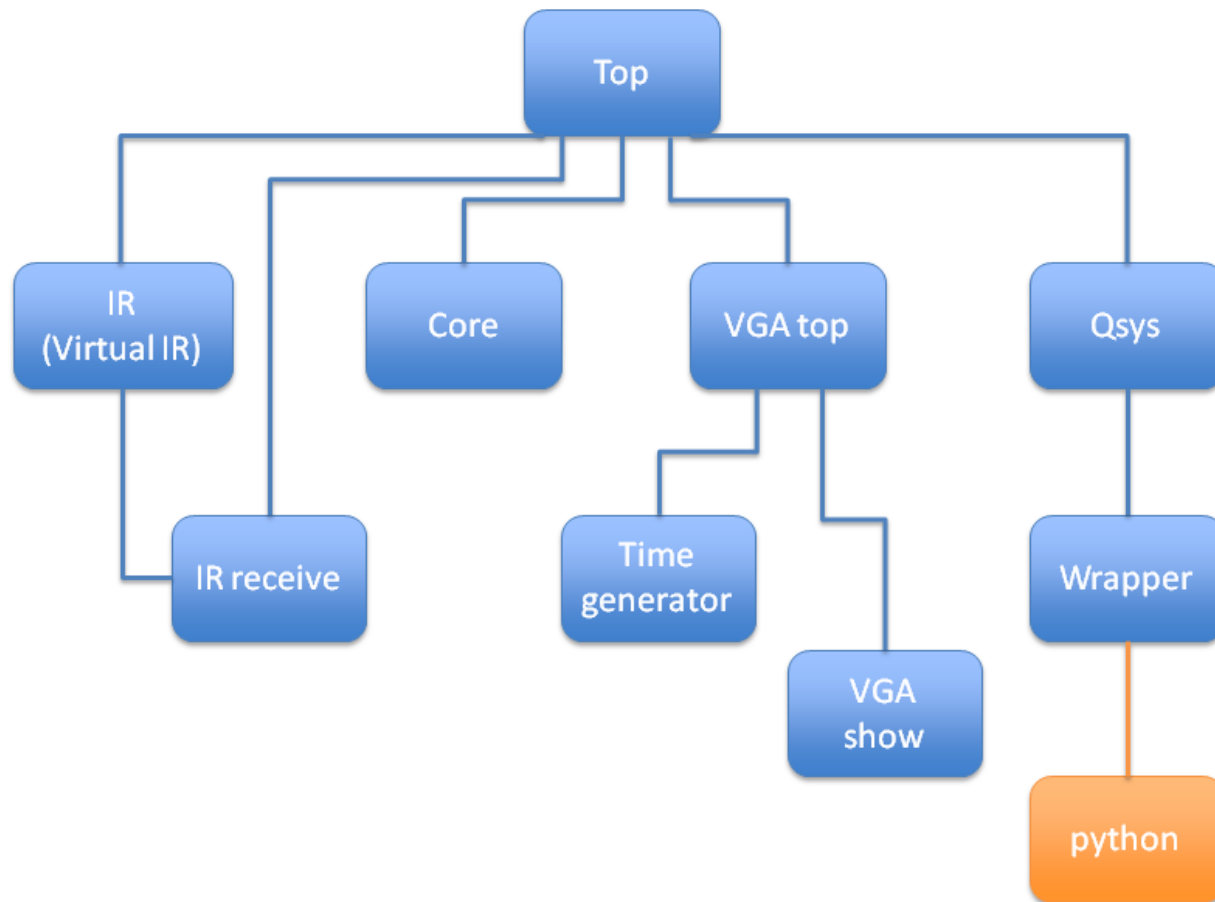 Top
IR
(Virtual IR)
Core
VGA top
Qsys
IR receive
Time
generator
Wrapper
VGA
show
python